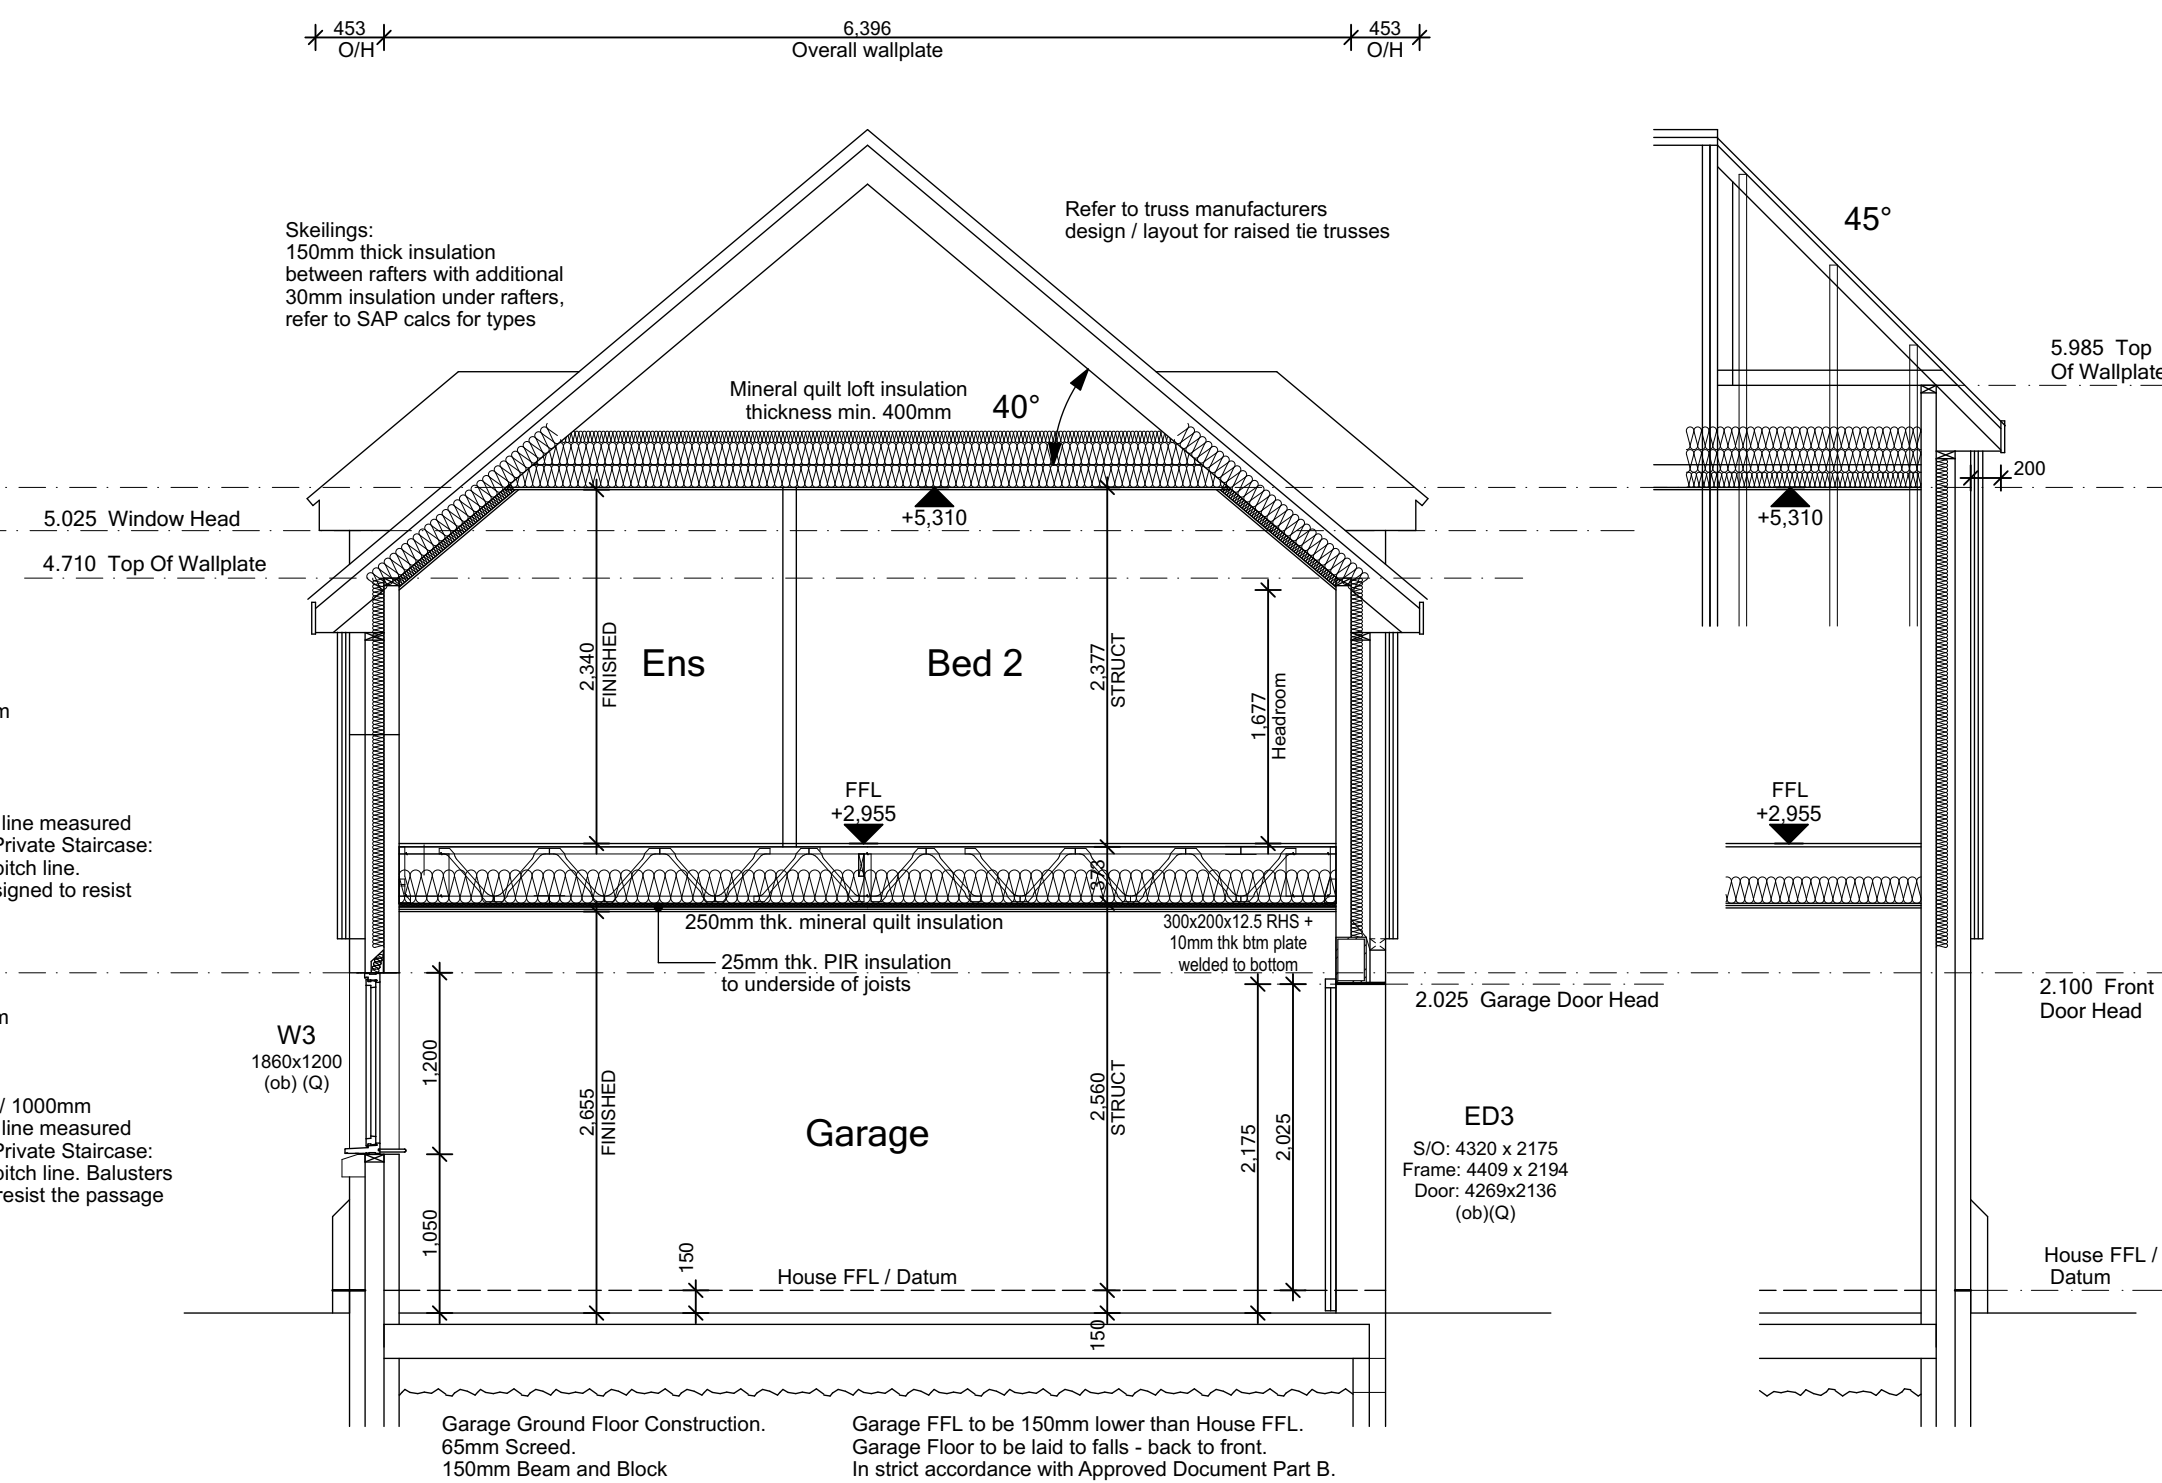 453
O/H
6,396
Overall wallplate
453
O/H
Skeilings:
150mm thick insulation
between rafters with additional
30mm insulation under rafters,
refer to SAP calcs for types
Refer to truss manufacturers
design / layout for raised tie trusses
45°
5.985 Top
Of Wallplate
Mineral quilt loft insulation
thickness min. 400mm
40°
200
5.025 Window Head
4.710 Top Of Wallplate
+5,310
+5,310
2,340
FINISHED
Ens
Bed 2
2,377
STRUCT
1,677
Headroom
m
FFL
+2,955
FFL
+2,955
line measured
Private Staircase:
pitch line.
signed to resist
373
250mm thk. mineral quilt insulation
25mm thk. PIR insulation
to underside of joists
300x200x12.5 RHS +
10mm thk btm plate
welded to bottom
2.025 Garage Door Head
2.100 Front
Door Head
m
W3
1860x1200
(ob) (Q)
1,200
1,050
2,655
FINISHED
Garage
2,560
STRUCT
2,175
2,025
ED3
S/O: 4320 x 2175
Frame: 4409 x 2194
Door: 4269x2136
(ob)(Q)
/ 1000mm
line measured
Private Staircase:
pitch line. Balusters
resist the passage
150
House FFL / Datum
150
House FFL /
Datum
Garage Ground Floor Construction.
65mm Screed.
150mm Beam and Block
Garage FFL to be 150mm lower than House FFL.
Garage Floor to be laid to falls - back to front.
In strict accordance with Approved Document Part B.